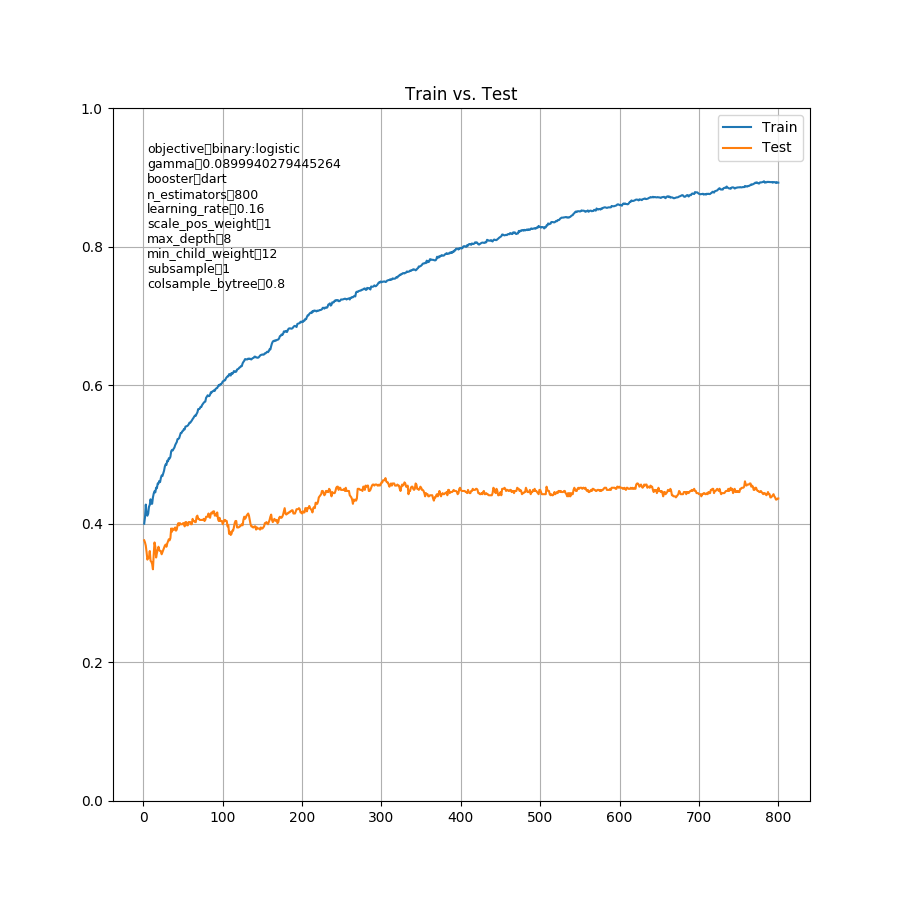 Train vs. Test
1.0
0.8
0.6
0.4
0.2
0.0
Train
Test
objective▯binary:logistic
gamma▯0.0899940279445264
booster▯dart
n_estimators▯800
learning_rate▯0.16
scale_pos_weight▯1
max_depth▯8
min_child_weight▯12
subsample▯1
colsample_bytree▯0.8
0 100 200 300 400 500 600 700 800